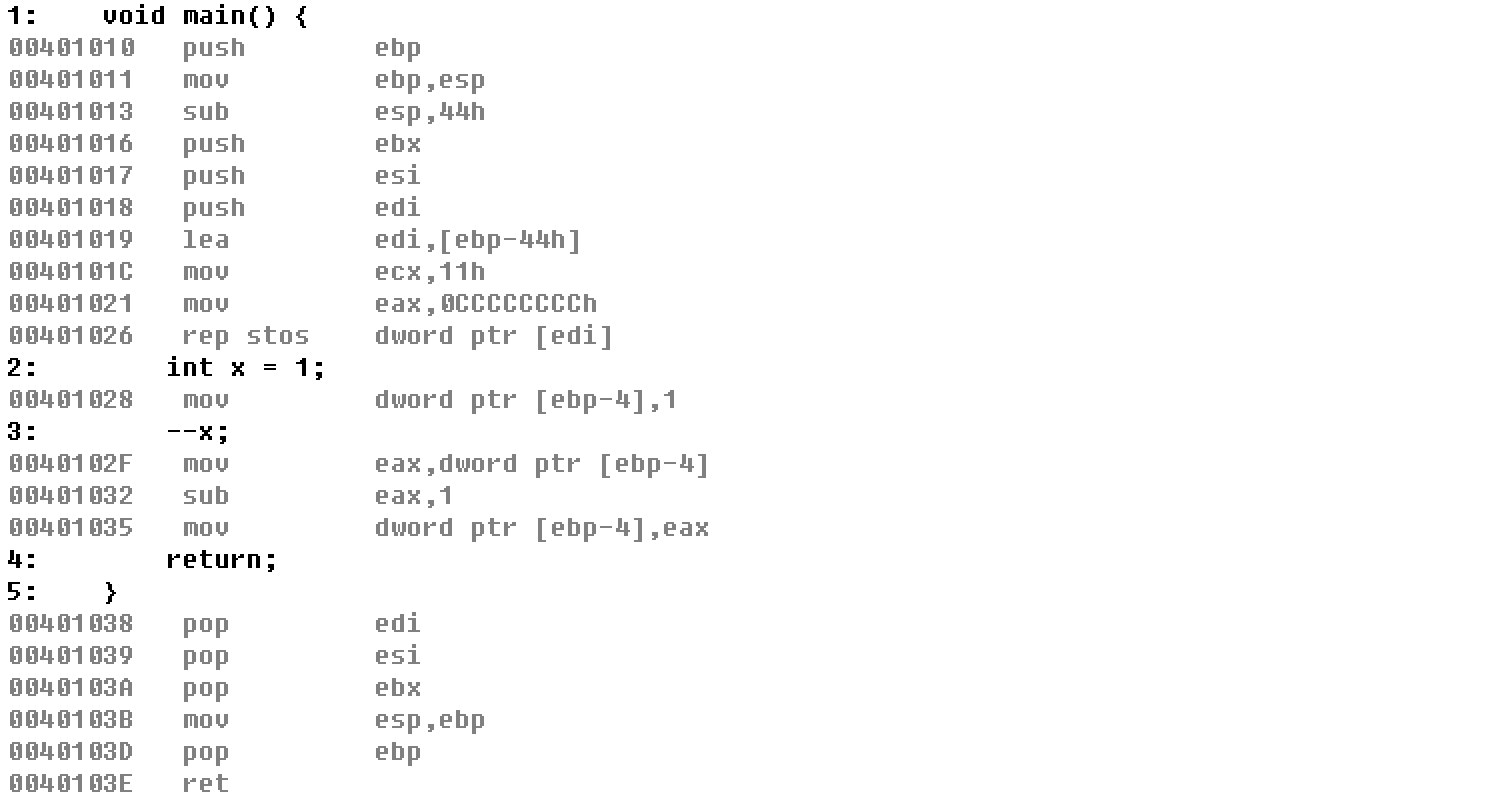 1:    void main() {
00401010   push        ebp
00401011   mov         ebp,esp
00401013   sub         esp,44h
00401016   push        ebx
00401017   push        esi
00401018   push        edi
00401019   lea         edi,[ebp-44h]
0040101C   mov         ecx,11h
00401021   mov         eax,0CCCCCCCCh
00401026   rep stos    dword ptr [edi]
2:        int x = 1;
00401028   mov         dword ptr [ebp-4],1
3:        --x;
0040102F   mov         eax,dword ptr [ebp-4]
00401032   sub         eax,1
00401035   mov         dword ptr [ebp-4],eax
4:        return;
5:    }
00401038   pop         edi
00401039   pop         esi
0040103A   pop         ebx
0040103B   mov         esp,ebp
0040103D   pop         ebp
0040103E   ret